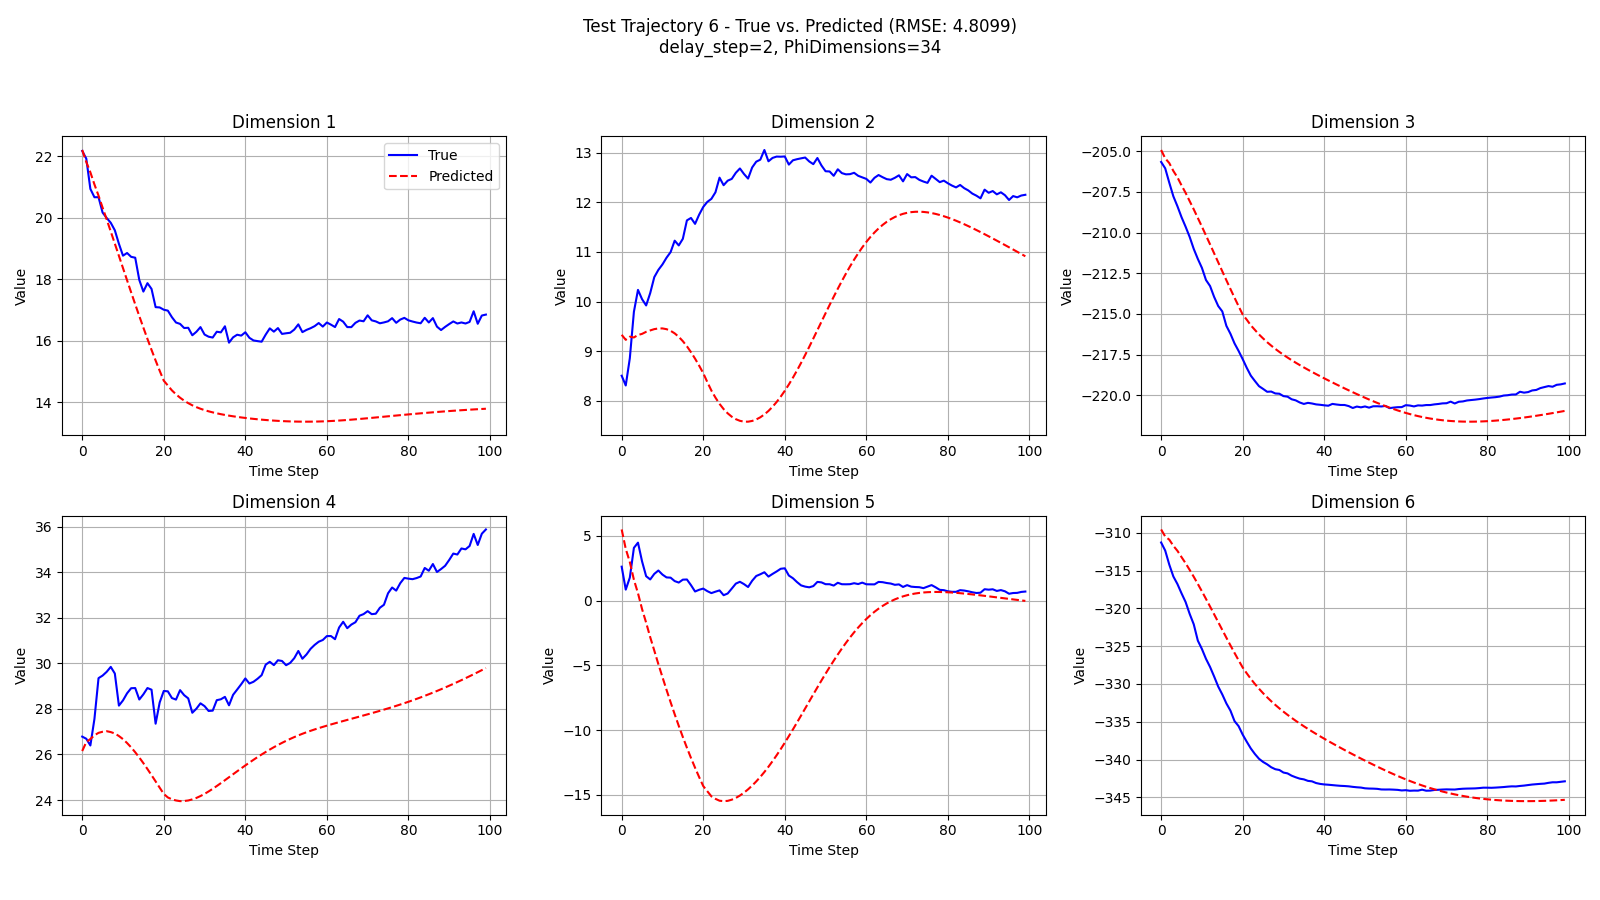 Test Trajectory 6 - True vs. Predicted (RMSE: 4.8099)
delay_step=2, PhiDimensions=34
Dimension 1
Value
22
20
18
16
14
0 20 40 60 80 100
Time Step
True
Predicted
Dimension 2
Value
13
12
11
10
9
8
0 20 40 60 80 100
Time Step
Dimension 3
Value
−205.0
−207.5
−210.0
−212.5
−215.0
−217.5
−220.0
0 20 40 60 80 100
Time Step
Dimension 4
Value
36
34
32
30
28
26
24
0 20 40 60 80 100
Time Step
Dimension 5
Value
5
0
−5
−10
−15
0 20 40 60 80 100
Time Step
Dimension 6
Value
−310
−315
−320
−325
−330
−335
−340
−345
0 20 40 60 80 100
Time Step